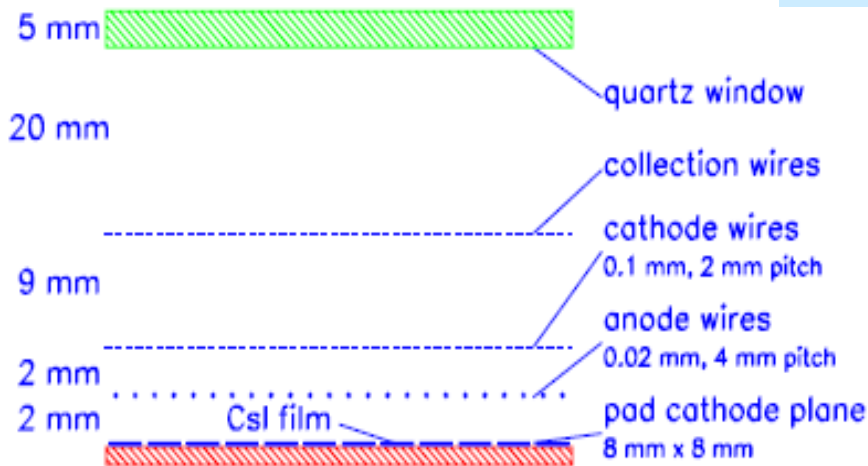 5 mm
quartz window
20 mm
collection wires
cathode wires
0.1 mm, 2 mm pitch
9 mm
anode wires
0.02 mm, 4 mm pitch
2 mm
2 mm
CsI film
pad cathode plane
8 mm x 8 mm